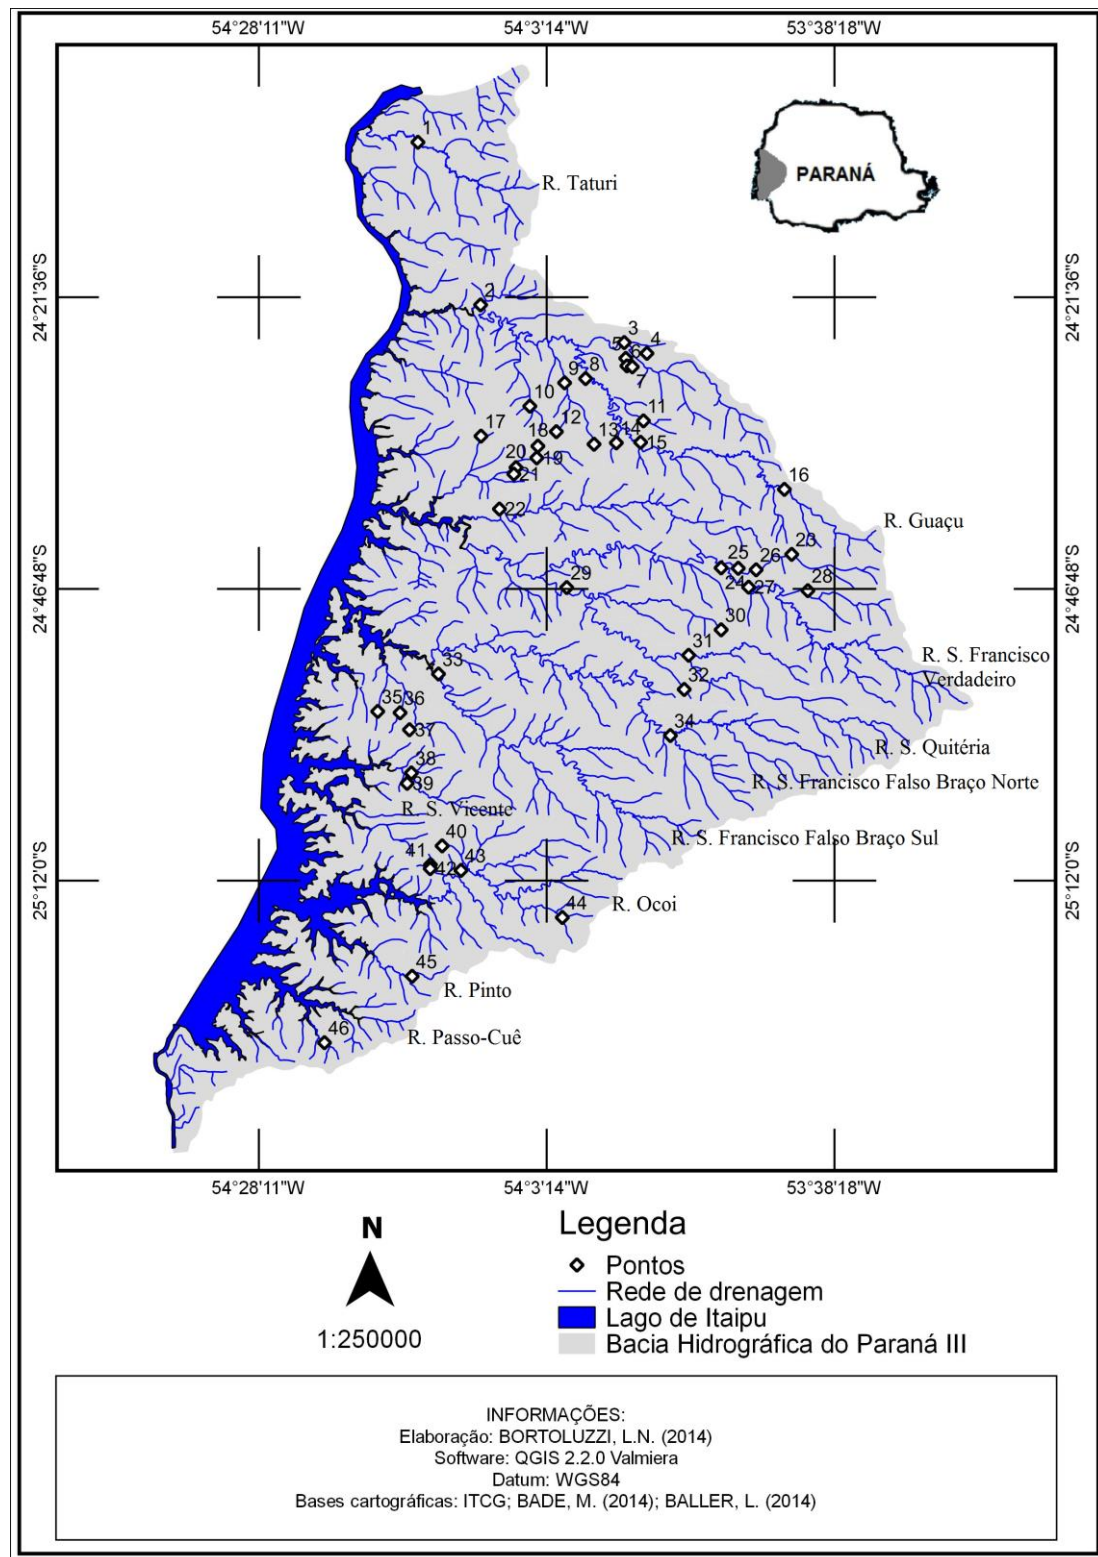 54°28'11"W 54°3'14"W 53°38'18"W
1
R. Taturi
PARANÁ
24°21'36"S 24°21'36"S
2
3
4
5
6
7
8
9
10
11
12
13
14
15
16
17
18
19
20
21
22
R. Guaçu
23
24
25
26
27
28
24°46'48"S 24°46'48"S
29
30
31
32
33
R. S. Francisco
Verdadeiro
34
35
36
37
R. S. Quitéria
38
39
R. S. Francisco Falso Braço Norte
R. S. Vicente
40
R. S. Francisco Falso Braço Sul
41
42
43
25°12'0"S 25°12'0"S
44
R. Ocoi
45
R. Pinto
46
R. Passo-Cuê
54°28'11"W 54°3'14"W 53°38'18"W
N
1:250000
Legenda
Pontos
Rede de drenagem
Lago de Itaipu
Bacia Hidrográfica do Paraná III
INFORMAÇÕES:
Elaboração: BORTOLUZZI, L.N. (2014)
Software: QGIS 2.2.0 Valmiera
Datum: WGS84
Bases cartográficas: ITCG; BADE, M. (2014); BALLER, L. (2014)